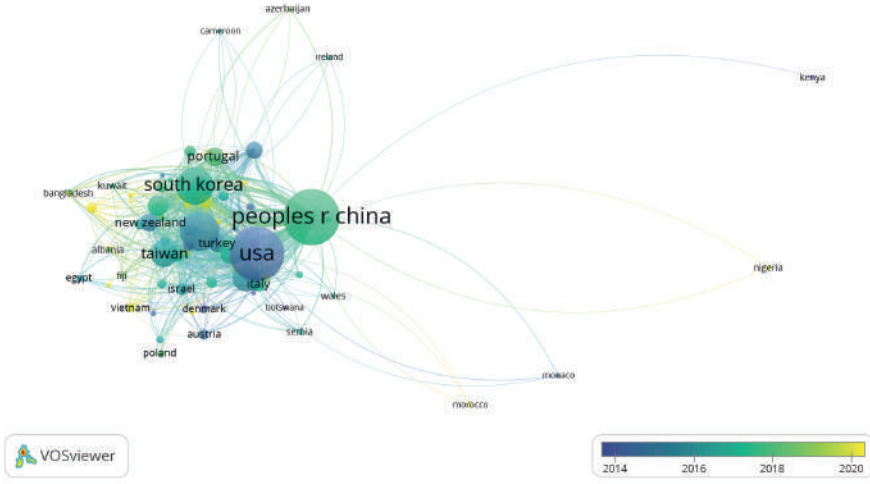 azerbaijan
cameroon
ireland
kenya
portugal
south korea
kuwait
bangladesh
peoples r china
new zealand
turkey
albania
taiwan
usa
nigeria
egypt
fiji
israel
italy
wales
vietnam
denmark
botswana
austria
serbia
poland
monaco
morocco
VOSviewer
2014 2016 2018 2020